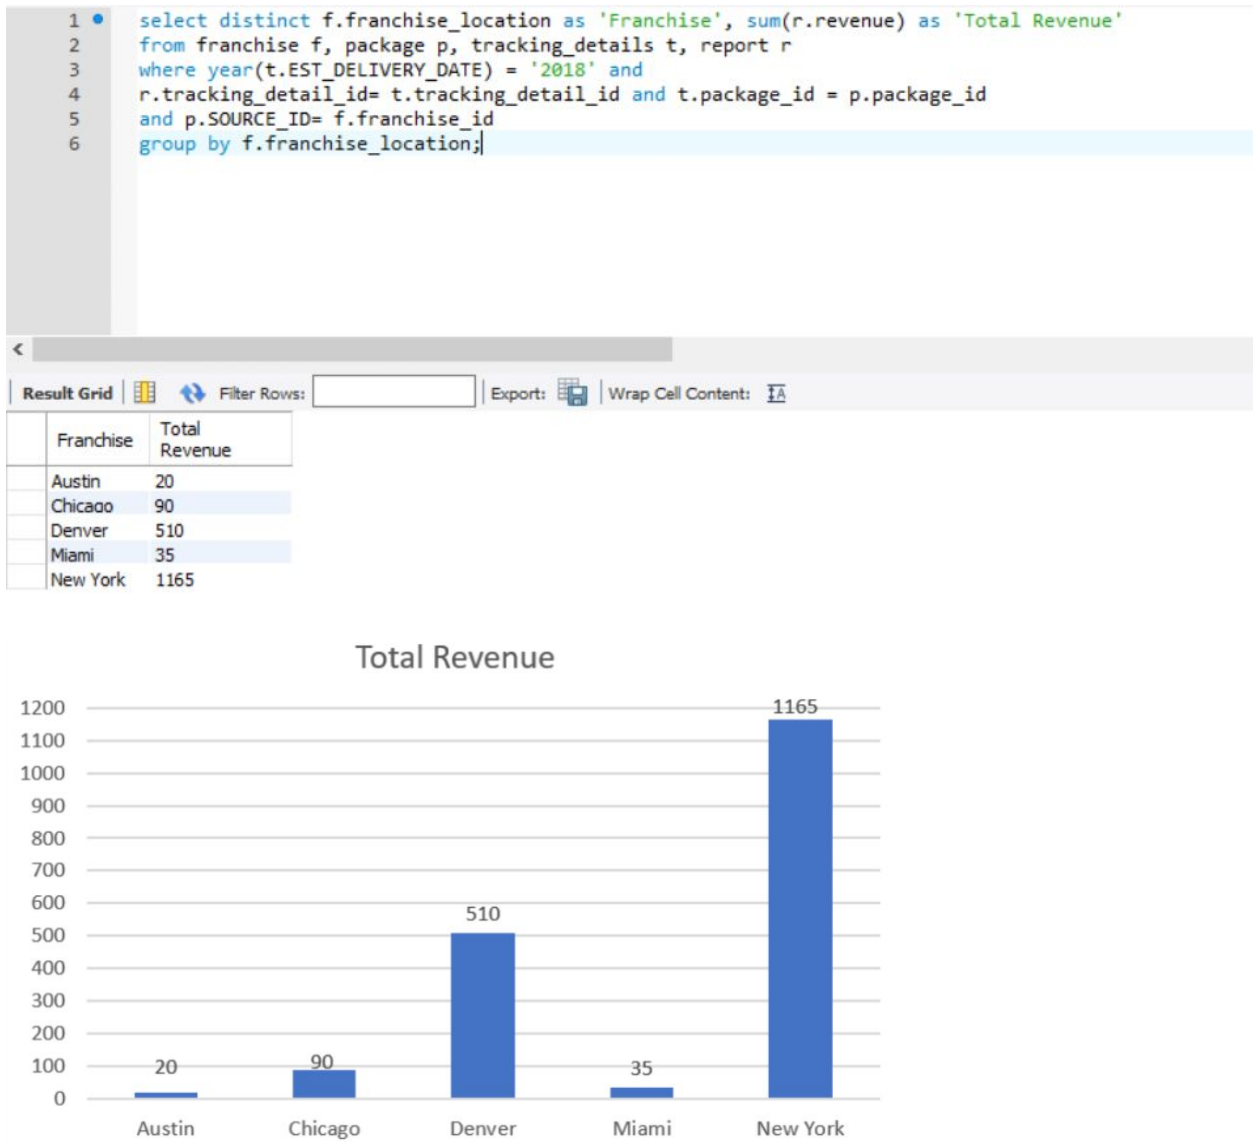 1 select distinct f.franchise_location as 'Franchise', sum(r.revenue) as 'Total Revenue'
2 from franchise f, package p, tracking_details t, report r
3 where year(t.EST_DELIVERY_DATE) = '2018' and
4 r.tracking_detail_id= t.tracking_detail_id and t.package_id = p.package_id
5 and p.SOURCE_ID= f.franchise_id
6 group by f.franchise_location;
Result Grid Filter Rows: Export: Wrap Cell Content: IA
Franchise Total
Revenue
Austin 20
Chicago 90
Denver 510
Miami 35
New York 1165
Total Revenue
1200 1165
1100
1000
900
800
700
600
500 510
400
300
200
100 20 90 35
0
Austin Chicago Denver Miami New York